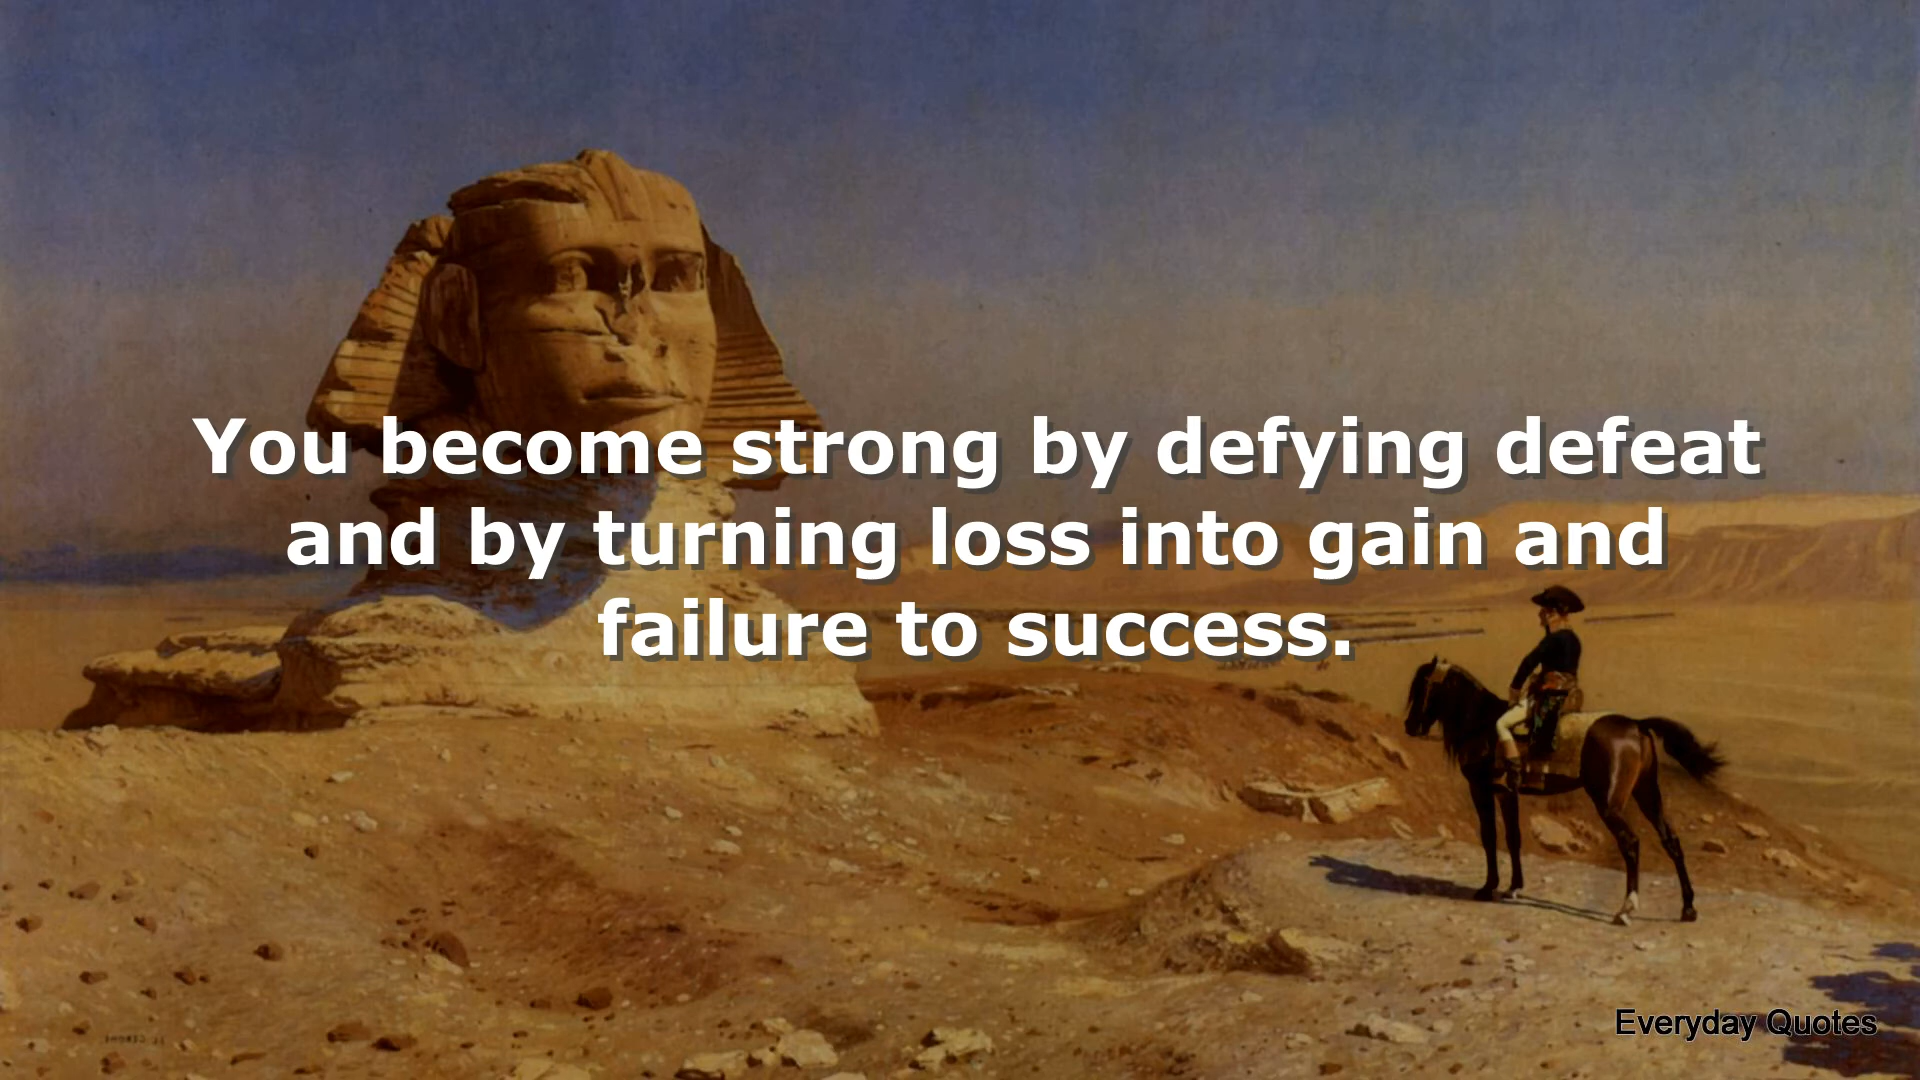 You become strong by defying defeat
and by turning loss into gain and
failure to success.
Everyday Quotes